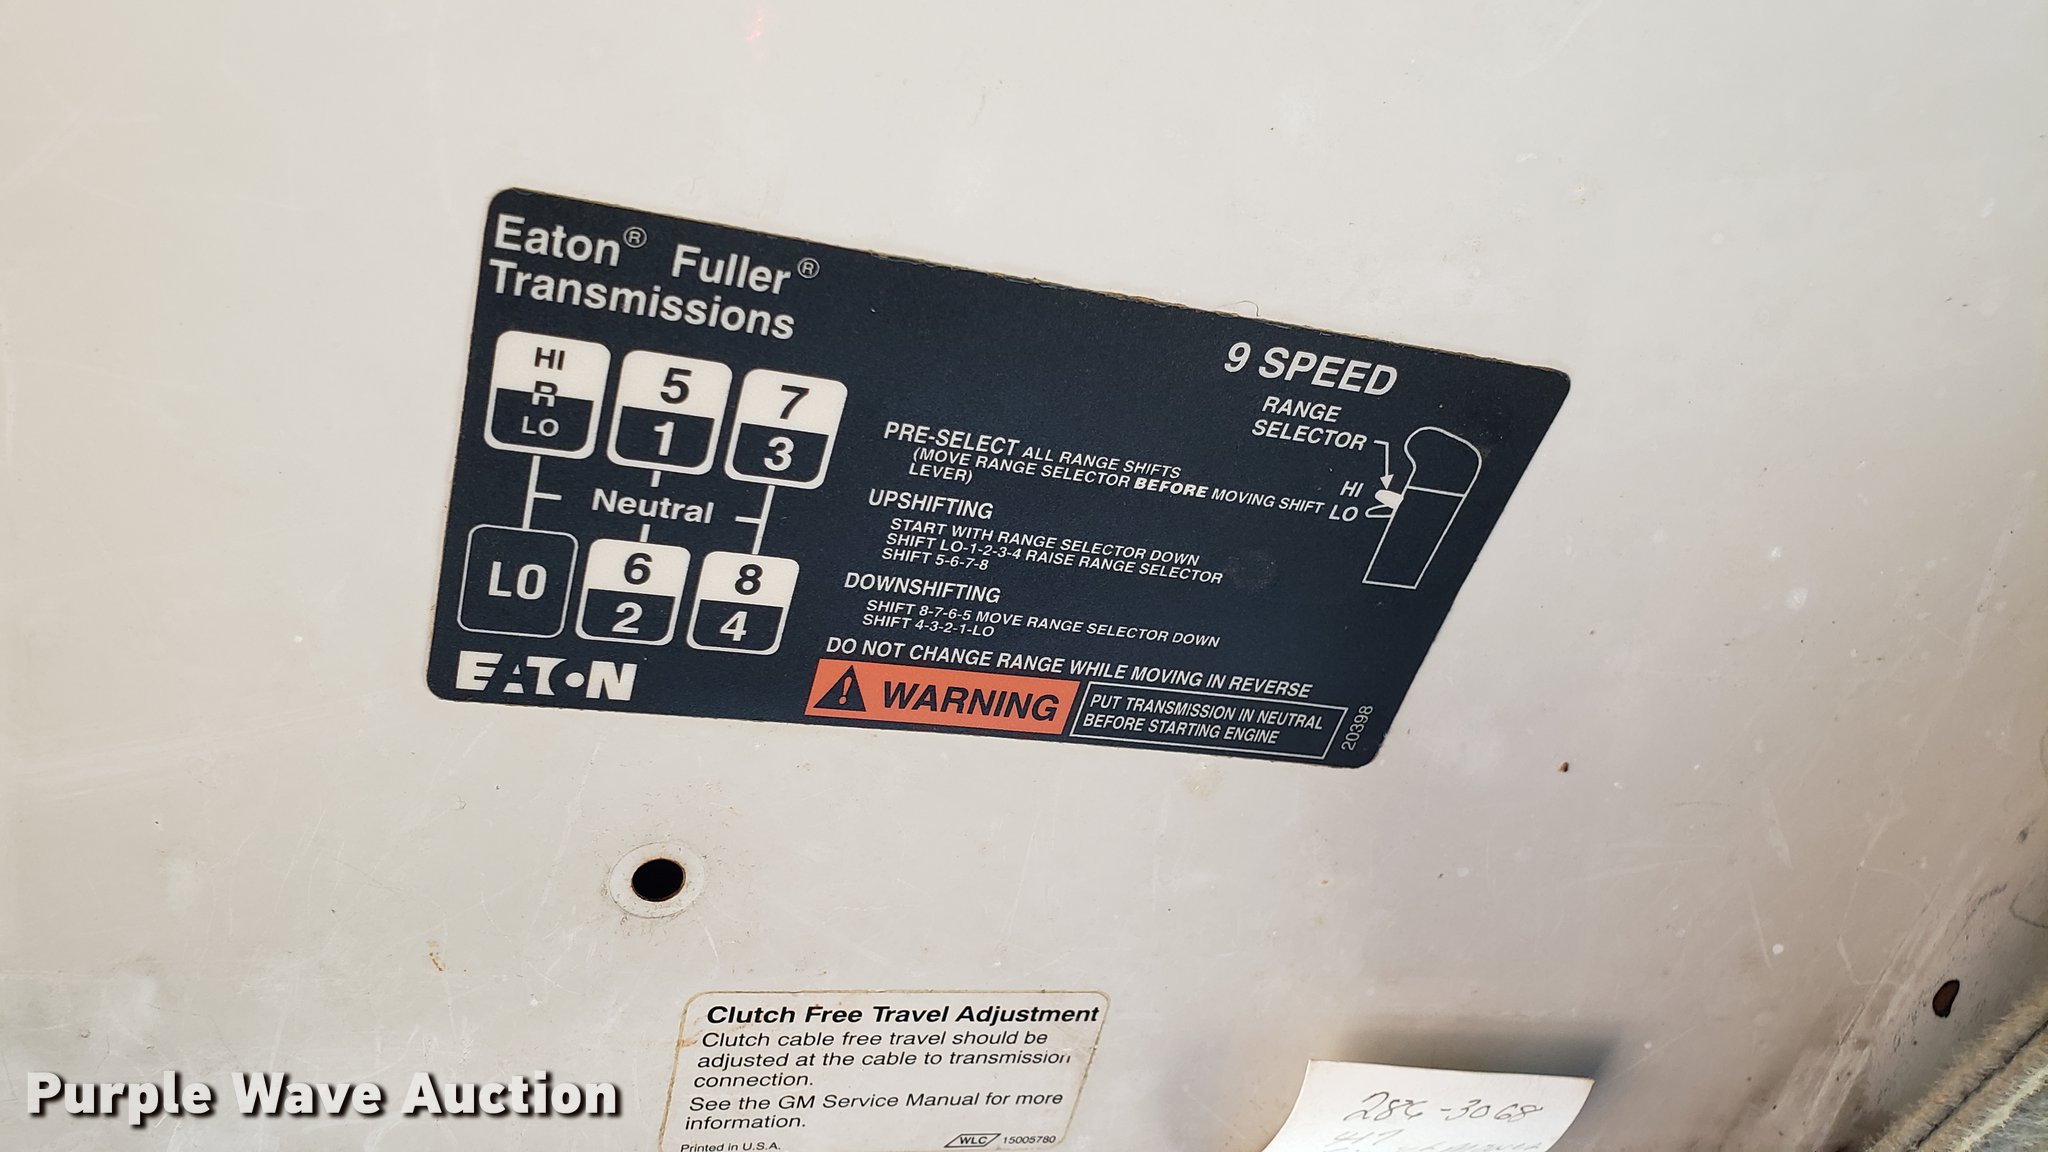 Eaton® Fuller®
Transmissions
HI
R
LO
5
1
7
3
Neutral
LO
6
2
8
4
EATON
9 SPEED
RANGE
SELECTOR
HI
LO
PRE-SELECT ALL RANGE SHIFTS
(MOVE RANGE SELECTOR BEFORE MOVING SHIFT
LEVER)
UPSHIFTING
START WITH RANGE SELECTOR DOWN
SHIFT LO-1-2-3-4 RAISE RANGE SELECTOR
SHIFT 5-6-7-8
DOWNSHIFTING
SHIFT 8-7-6-5 MOVE RANGE SELECTOR DOWN
SHIFT 4-3-2-1-LO
DO NOT CHANGE RANGE WHILE MOVING IN REVERSE
WARNING
PUT TRANSMISSION IN NEUTRAL
BEFORE STARTING ENGINE
20398
Clutch Free Travel Adjustment
Clutch cable free travel should be
adjusted at the cable to transmission
connection.
See the GM Service Manual for more
information.
Printed in U.S.A.
WLC 15005780
286-3068
Purple Wave Auction